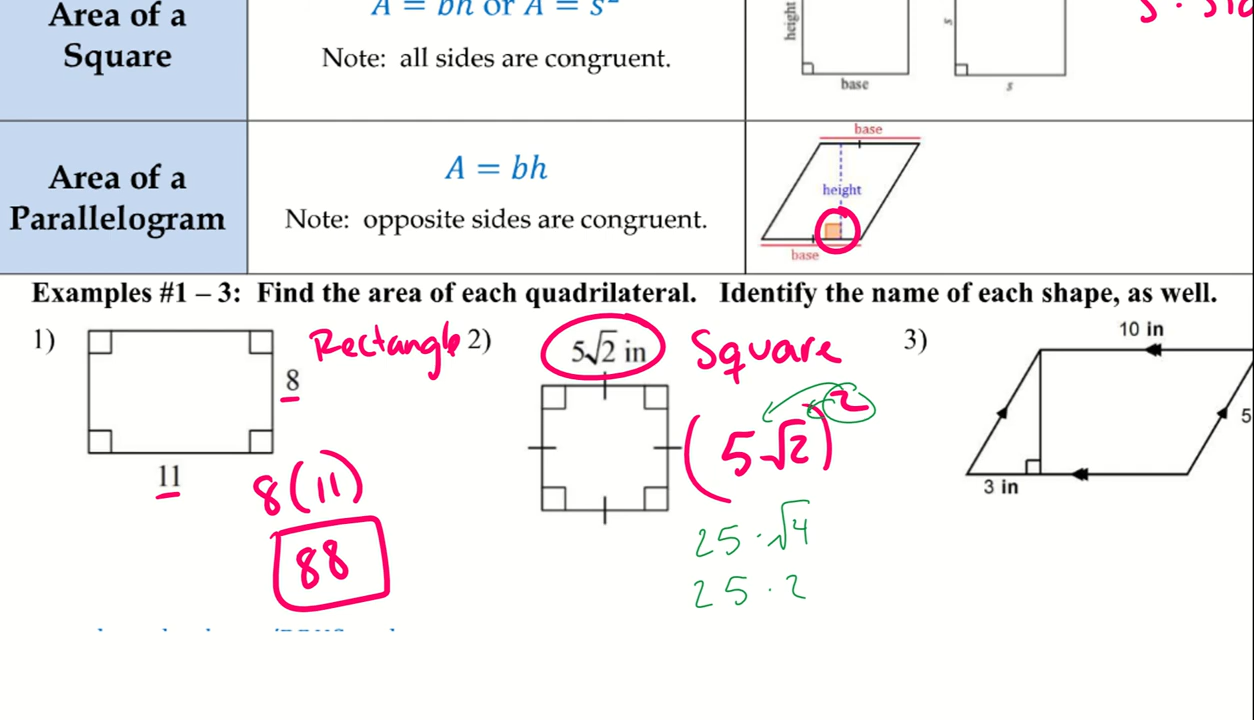 Area of a
Square
A = bh or A = s²
Note: all sides are congruent.
height
base
s
s
Area of a
Parallelogram
A = bh
Note: opposite sides are congruent.
base
height
base
Examples #1 – 3: Find the area of each quadrilateral. Identify the name of each shape, as well.
1)
Rectangle
8
11
8(11)
88
2)
5√2 in
Square
(5√2)²
25 · √4
25 · 2
3)
10 in
5
3 in